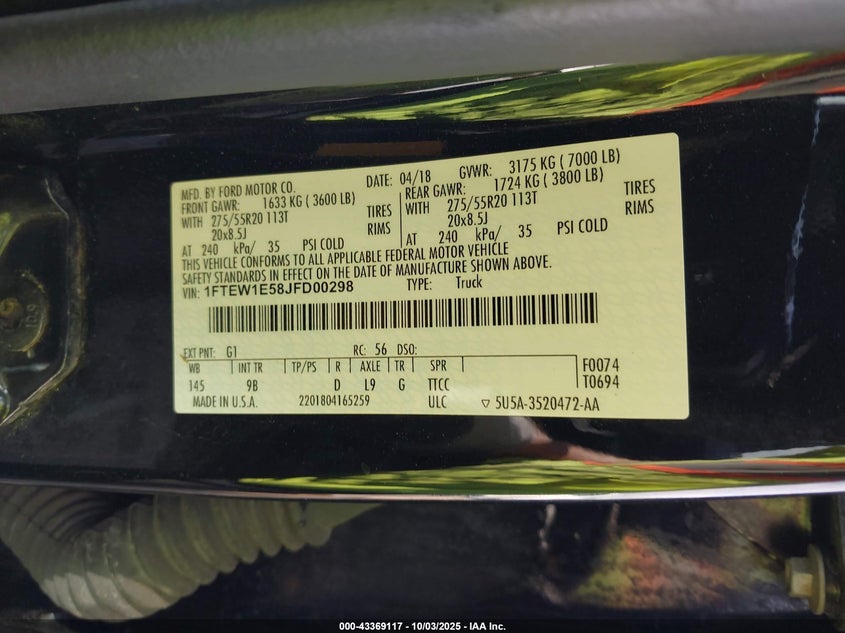 MFD. BY FORD MOTOR CO. DATE: 04/18 GVWR: 3175 KG ( 7000 LB)
FRONT GAWR: 1633 KG ( 3600 LB) REAR GAWR: 1724 KG ( 3800 LB)
WITH 275/55R20 113T TIRES WITH 275/55R20 113T TIRES
20x8.5J RIMS 20x8.5J RIMS
AT 240 kPa/ 35 PSI COLD AT 240 kPa/ 35 PSI COLD
THIS VEHICLE CONFORMS TO ALL APPLICABLE FEDERAL MOTOR VEHICLE
SAFETY STANDARDS IN EFFECT ON THE DATE OF MANUFACTURE SHOWN ABOVE.
VIN: 1FTEW1E58JFD00298 TYPE: Truck
EXT PNT: G1 RC: 56 DSO:
WB INT TR TP/PS R AXLE TR SPR F0074
145 9B D L9 G TTCC T0694
MADE IN U.S.A. 2201804165259 ULC ▽ 5U5A-3520472-AA
000-43369117 - 10/03/2025 - IAA Inc.